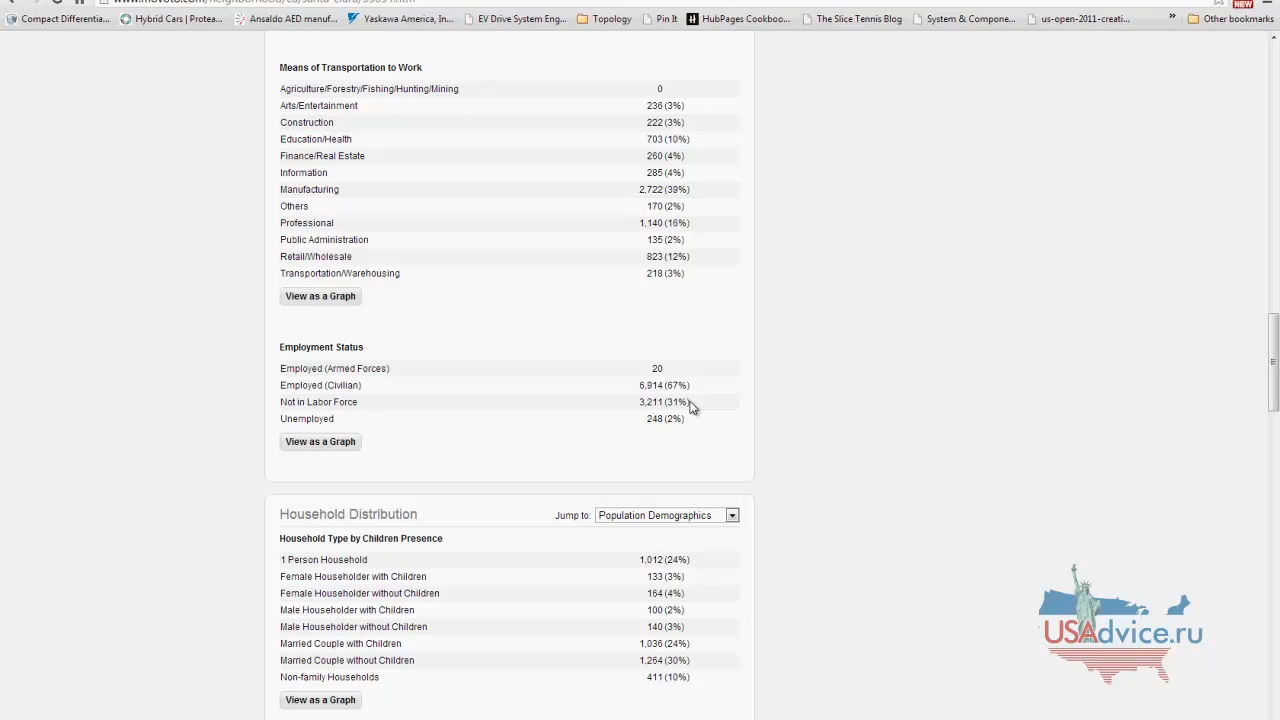 Compact Differentia... Hybrid Cars | Protea... Ansaldo AED manuf... Yaskawa America, In... EV Drive System Eng... Topology Pin It HubPages Cookboo... The Slice Tennis Blog System & Compone... us-open-2011-creati... » Other bookmarks
NEW
Means of Transportation to Work
Agriculture/Forestry/Fishing/Hunting/Mining 0
Arts/Entertainment 236 (3%)
Construction 222 (3%)
Education/Health 703 (10%)
Finance/Real Estate 260 (4%)
Information 285 (4%)
Manufacturing 2,722 (39%)
Others 170 (2%)
Professional 1,140 (16%)
Public Administration 135 (2%)
Retail/Wholesale 823 (12%)
Transportation/Warehousing 218 (3%)
View as a Graph
Employment Status
Employed (Armed Forces) 20
Employed (Civilian) 6,914 (67%)
Not in Labor Force 3,211 (31%)
Unemployed 248 (2%)
View as a Graph
Household Distribution Jump to: Population Demographics
Household Type by Children Presence
1 Person Household 1,012 (24%)
Female Householder with Children 133 (3%)
Female Householder without Children 164 (4%)
Male Householder with Children 100 (2%)
Male Householder without Children 140 (3%)
Married Couple with Children 1,036 (24%)
Married Couple without Children 1,264 (30%)
Non-family Households 411 (10%)
View as a Graph
USAdvice.ru